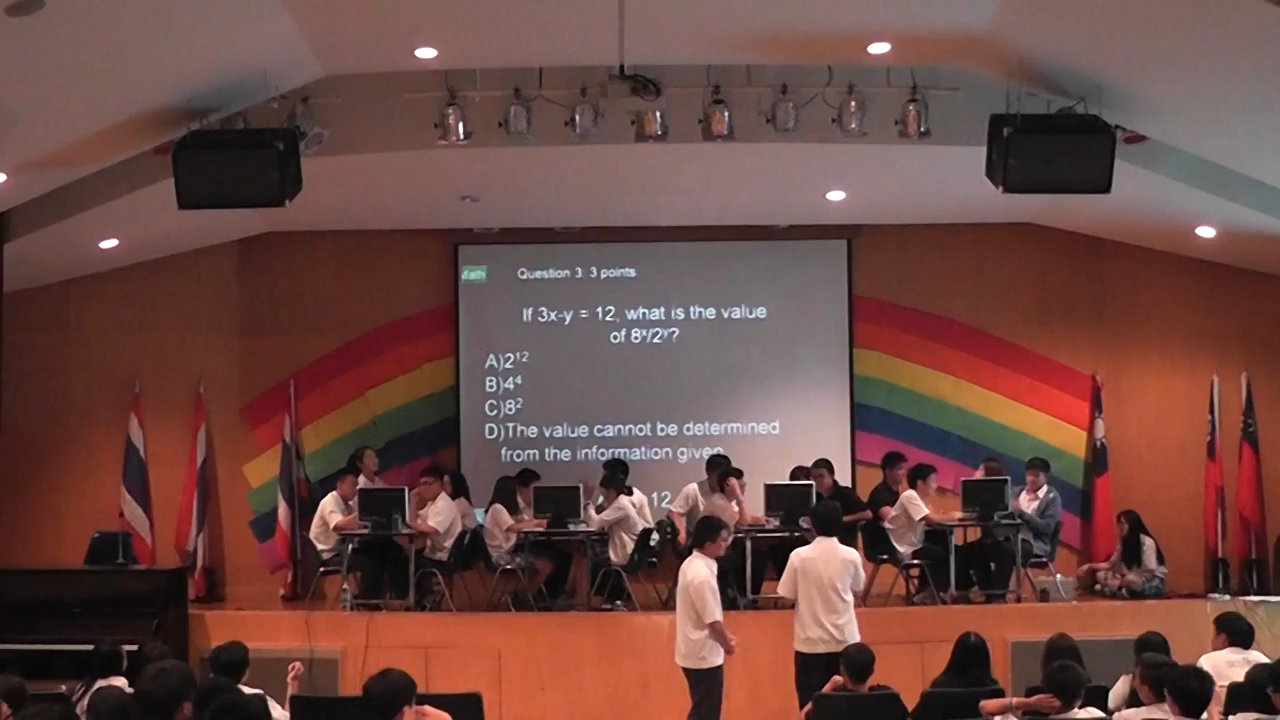 Math
Question 3: 3 points
If 3x-y = 12, what is the value
of 8ˣ/2ʸ?
A)2¹²
B)4⁴
C)8²
D)The value cannot be determined
from the information given
12